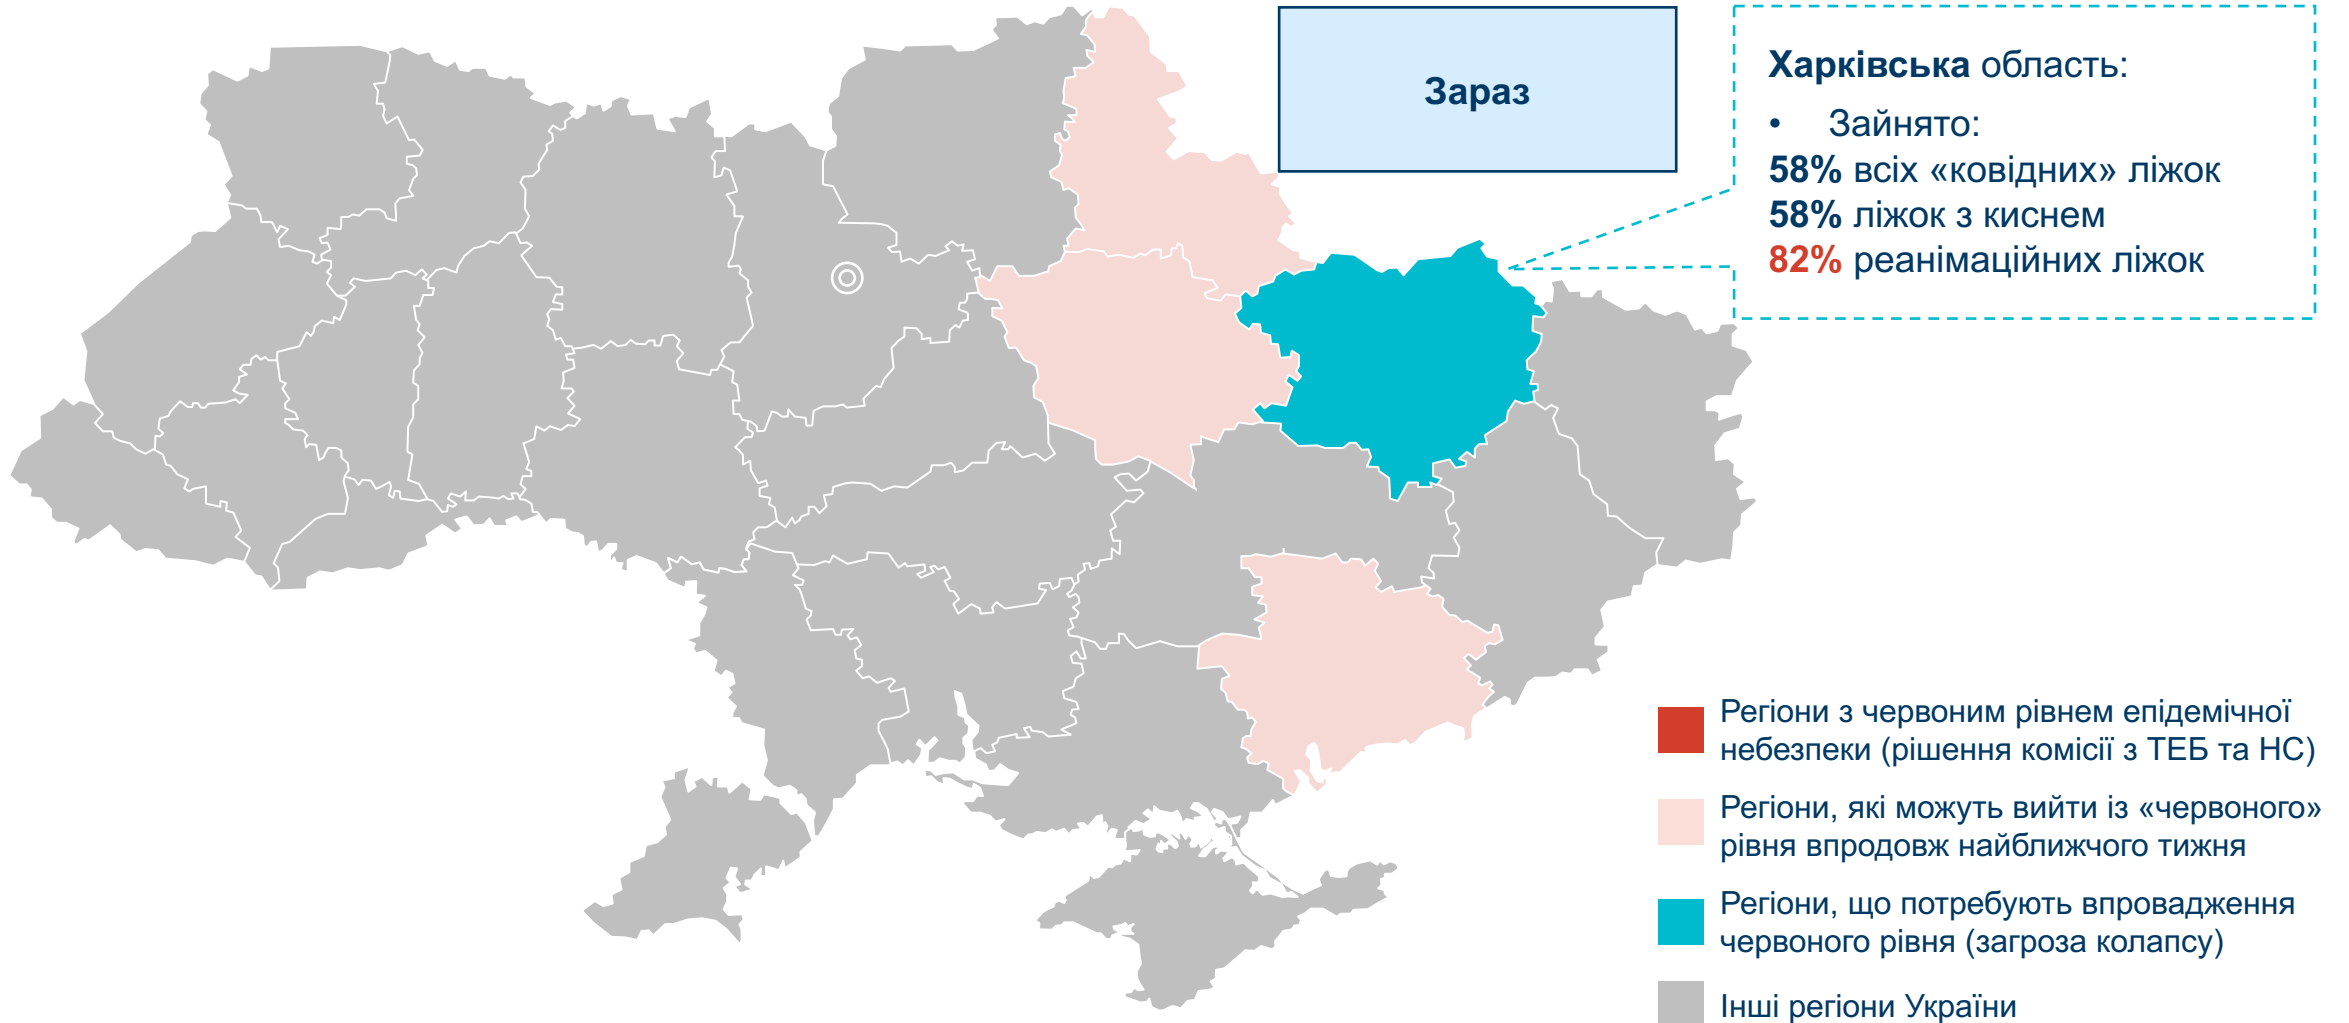 Зараз
Харківська область:
• Зайнято:
58% всіх «ковідних» ліжок
58% ліжок з киснем
82% реанімаційних ліжок
Регіони з червоним рівнем епідемічної
небезпеки (рішення комісії з ТЕБ та НС)
Регіони, які можуть вийти із «червоного»
рівня впродовж найближчого тижня
Регіони, що потребують впровадження
червоного рівня (загроза колапсу)
Інші регіони України